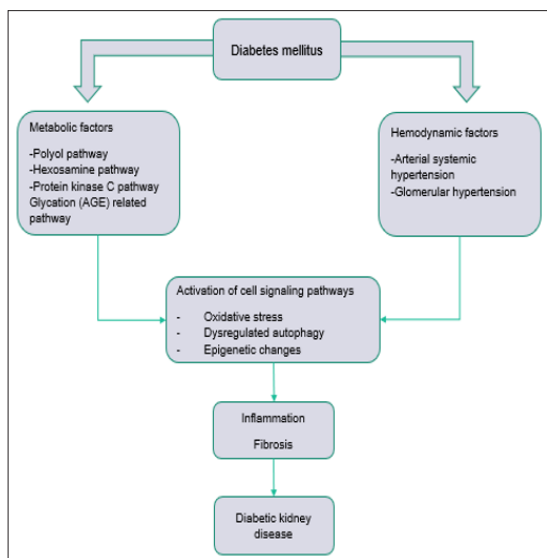 Diabetes mellitus
Metabolic factors
-Polyol pathway
-Hexosamine pathway
-Protein kinase C pathway
Glycation (AGE) related
pathway
Hemodynamic factors
-Arterial systemic
hypertension
-Glomerular hypertension
Activation of cell signaling pathways
- Oxidative stress
- Dysregulated autophagy
- Epigenetic changes
Inflammation
Fibrosis
Diabetic kidney
disease